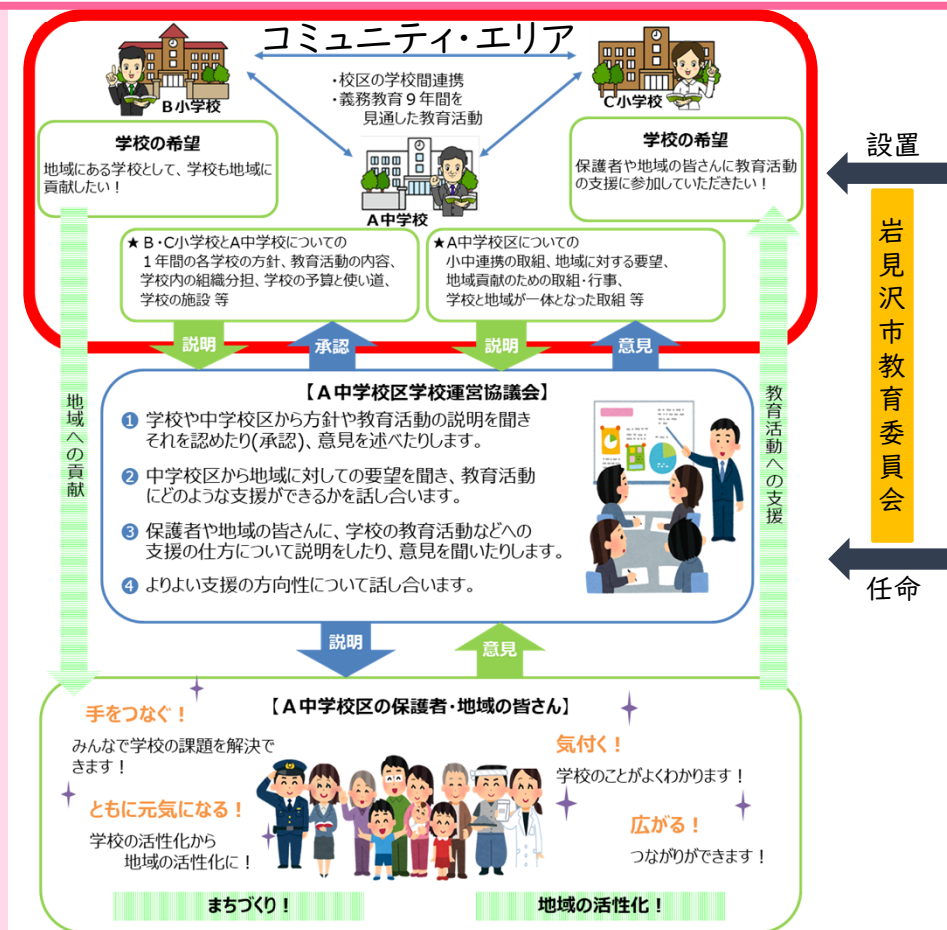 コミュニティ・エリア
B小学校
・校区の学校間連携
・義務教育9年間を
見通した教育活動
C小学校
A中学校
学校の希望
地域にある学校として、学校も地域に
貢献したい！
学校の希望
保護者や地域の皆さんに教育活動
の支援に参加していただきたい！
★B・C小学校とA中学校についての
1年間の各学校の方針、教育活動の内容、
学校内の組織分担、学校の予算と使い道、
学校の施設 等
★A中学校区についての
小中連携の取組、地域に対する要望、
地域貢献のための取組・行事、
学校と地域が一体となった取組 等
説明
承認
説明
意見
設置
岩見沢市教育委員会
任命
地域への貢献
教育活動への支援
【A中学校区学校運営協議会】
❶ 学校や中学校区から方針や教育活動の説明を聞き
それを認めたり(承認)、意見を述べたりします。
❷ 中学校区から地域に対しての要望を聞き、教育活動
にどのような支援ができるかを話し合います。
❸ 保護者や地域の皆さんに、学校の教育活動などへの
支援の仕方について説明をしたり、意見を聞いたりします。
❹ よりよい支援の方向性について話し合います。
説明
意見
【A中学校区の保護者・地域の皆さん】
手をつなぐ！
みんなで学校の課題を解決で
きます！
ともに元気になる！
学校の活性化から
地域の活性化に！
気付く！
学校のことがよくわかります！
広がる！
つながりができます！
まちづくり！
地域の活性化！